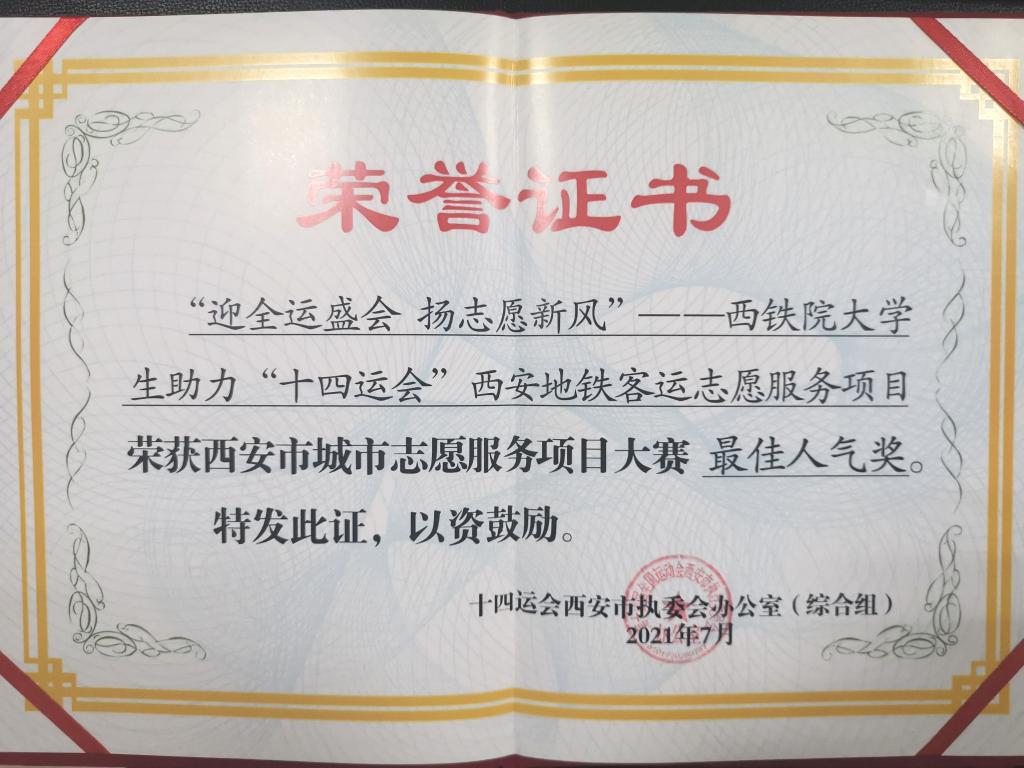 荣誉证书
“迎全运盛会 扬志愿新风”———西铁院大学
生助力“十四运会”西安地铁客运志愿服务项目
荣获西安市城市志愿服务项目大赛 最佳人气奖。
特发此证，以资鼓励。
十四运会西安市执委会办公室（综合组）
2021年7月